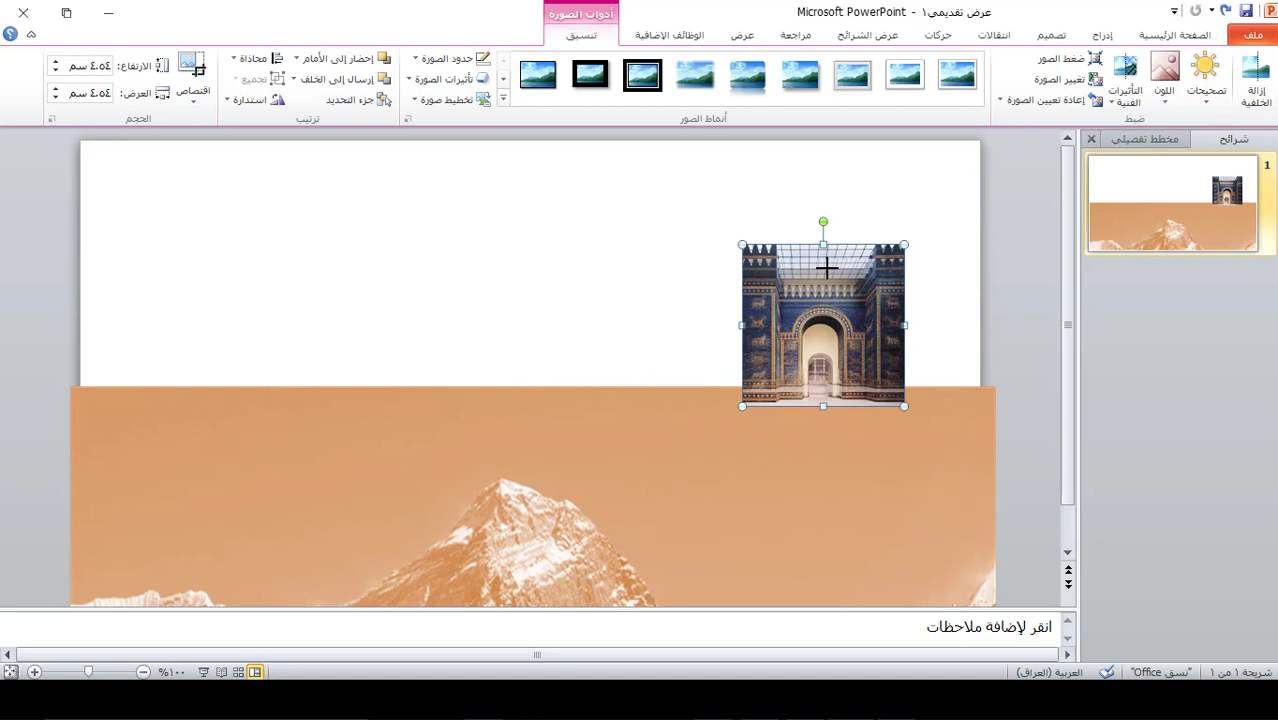 عرض تقديمي١ - Microsoft PowerPoint
أدوات الصورة
ملف
الصفحة الرئيسية
إدراج
تصميم
انتقالات
حركات
عرض الشرائح
مراجعة
عرض
الوظائف الإضافية
تنسيق
إزالة الخلفية
تصحيحات
اللون
التأثيرات الفنية
ضغط الصور
تغيير الصورة
إعادة تعيين الصورة
ضبط
أنماط الصور
حدود الصورة
تأثيرات الصورة
تخطيط صورة
إحضار إلى الأمام
إرسال إلى الخلف
جزء التحديد
محاذاة
تجميع
استدارة
ترتيب
اقتصاص
الارتفاع: ٤.٥٤ سم
العرض: ٤.٥٤ سم
الحجم
شرائح
مخطط تفصيلي
1
انقر لإضافة ملاحظات
شريحة ١ من ١
"نسق Office"
العربية (العراق)
%١٠٠